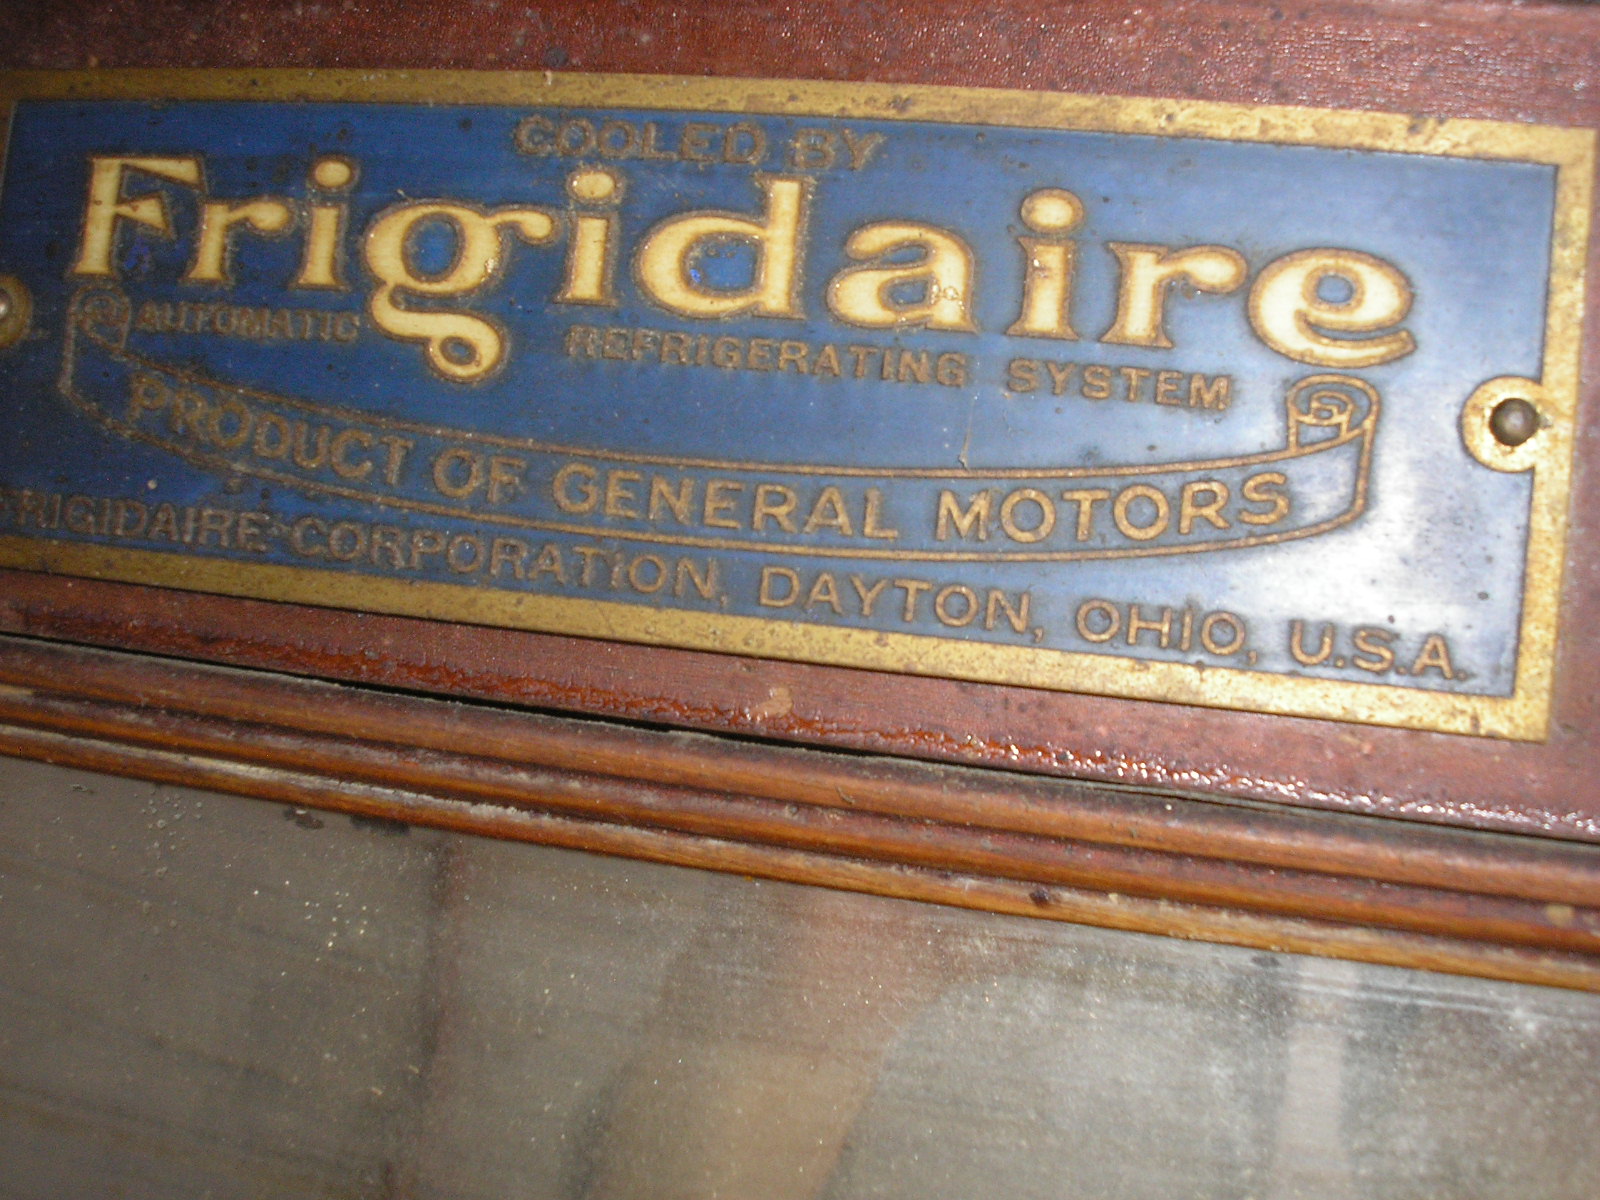 COOLED BY
Frigidaire
AUTOMATIC REFRIGERATING SYSTEM
PRODUCT OF GENERAL MOTORS
FRIGIDAIRE CORPORATION, DAYTON, OHIO, U.S.A.